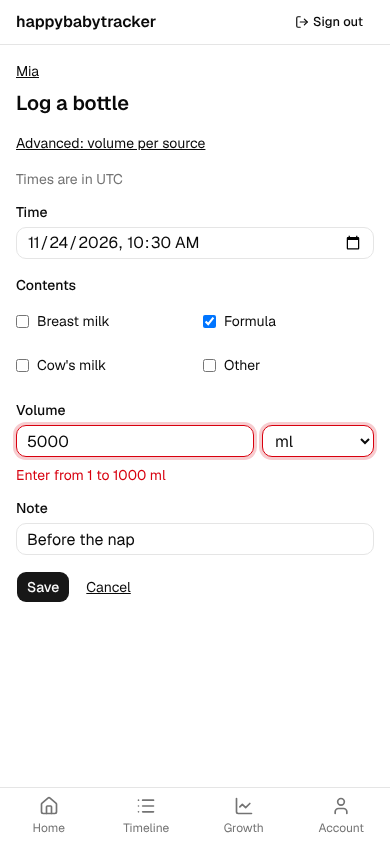 happybabytracker
Sign out
Mia
Log a bottle
Advanced: volume per source
Times are in UTC
Time
11/24/2026, 10:30 AM
Contents
Breast milk
Formula
Cow's milk
Other
Volume
5000
ml
Enter from 1 to 1000 ml
Note
Before the nap
Save
Cancel
Home
Timeline
Growth
Account